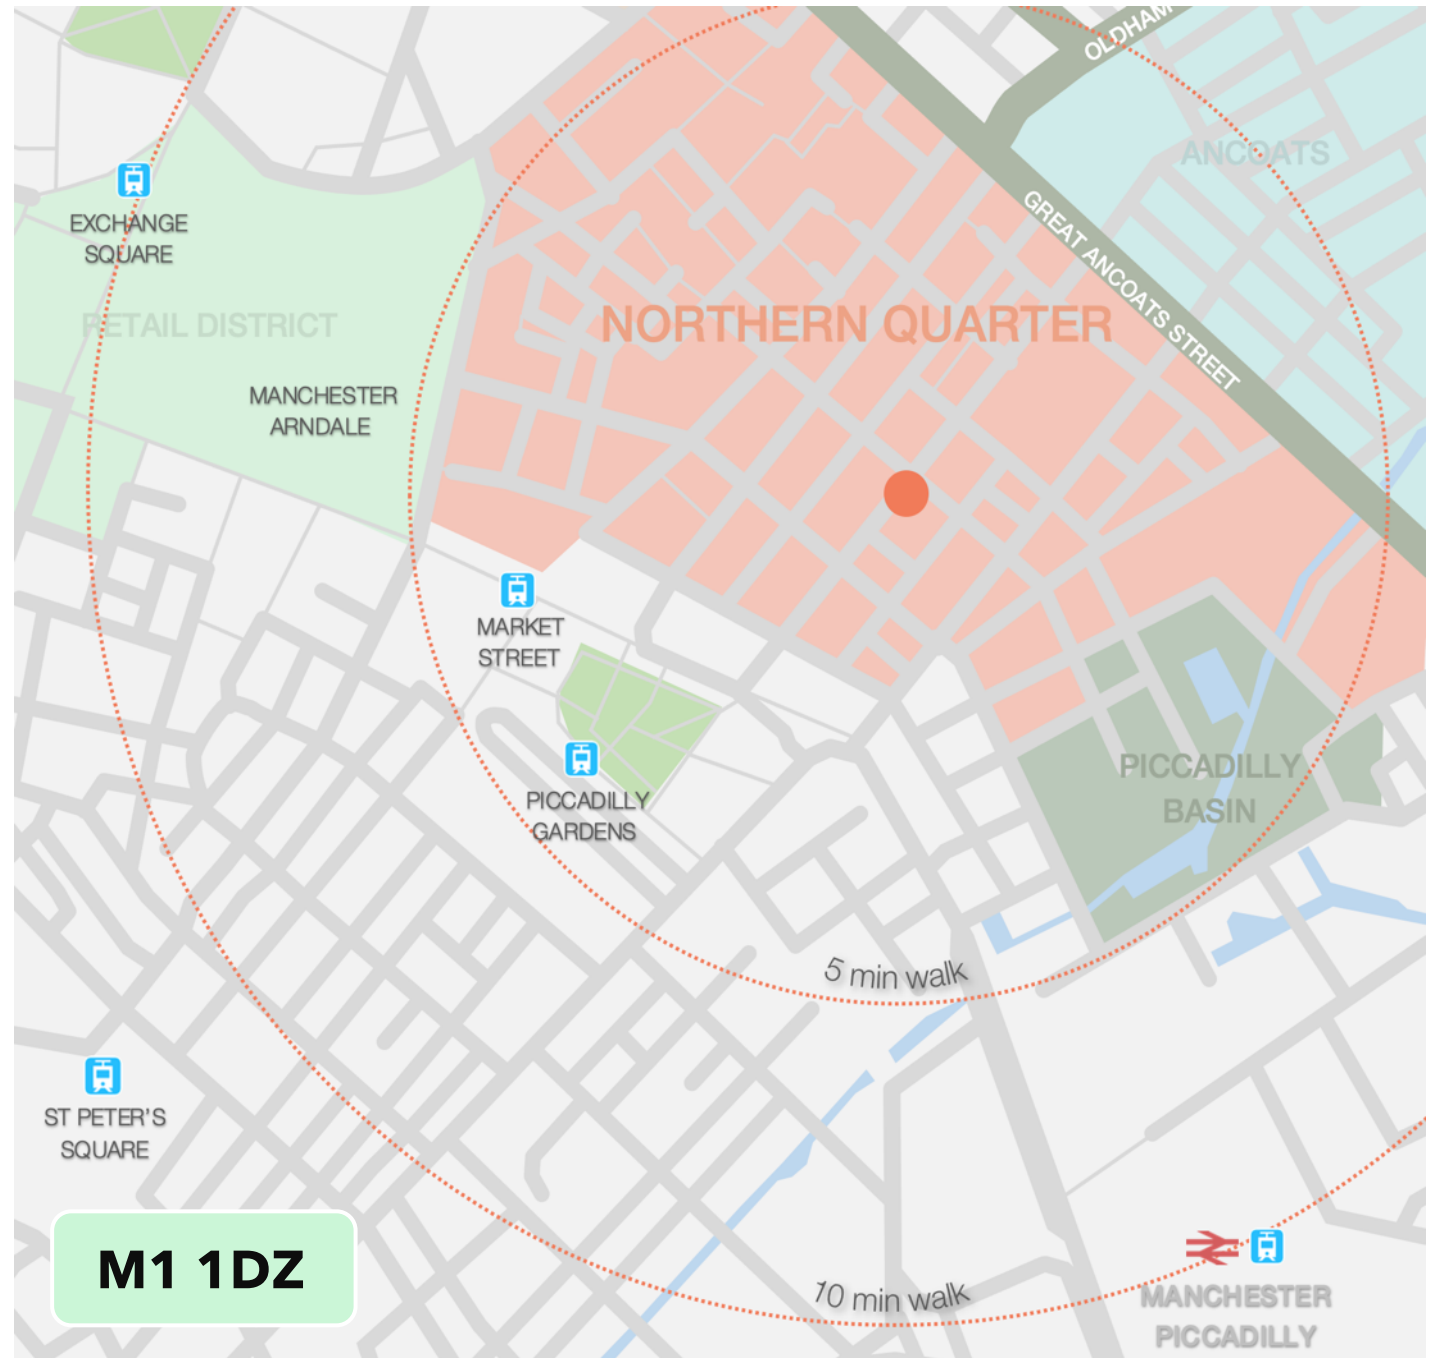 OLDHAM
ANCOATS
EXCHANGE
SQUARE
GREAT ANCOATS STREET
RETAIL DISTRICT
NORTHERN QUARTER
MANCHESTER
ARNDALE
MARKET
STREET
PICCADILLY
BASIN
PICCADILLY
GARDENS
5 min walk
ST PETER'S
SQUARE
M1 1DZ
10 min walk
MANCHESTER
PICCADILLY